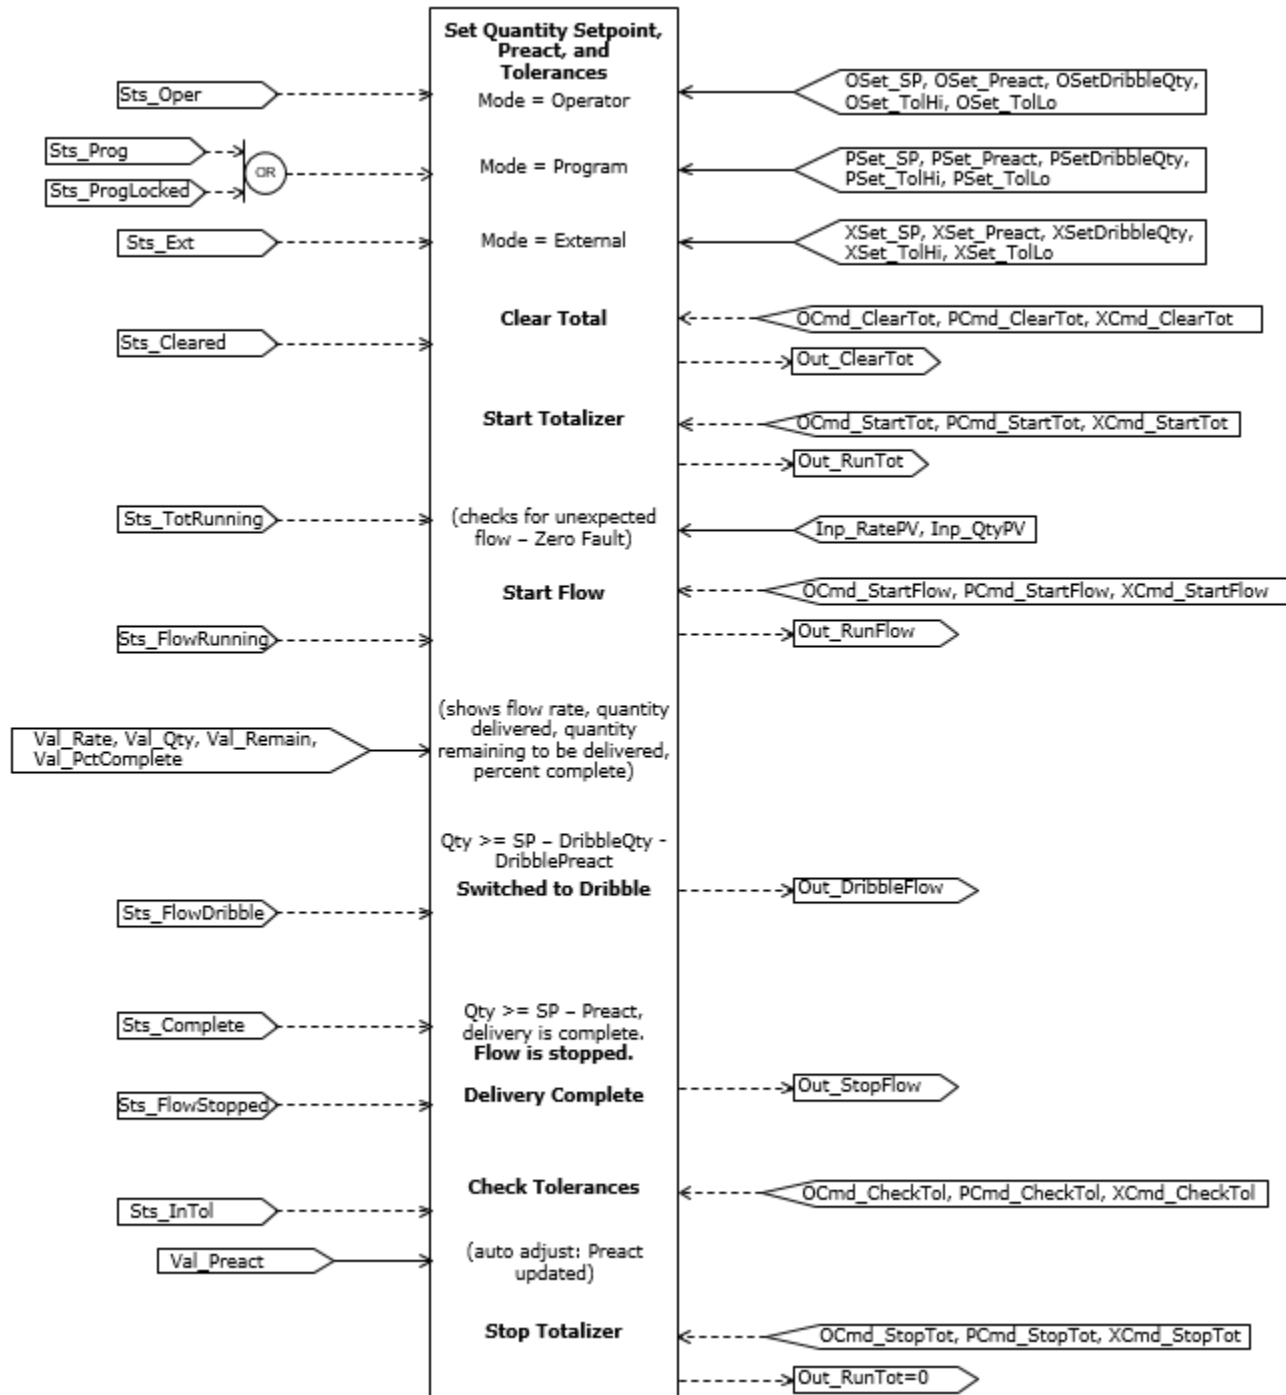 Set Quantity Setpoint,
Preact, and
Tolerances
Sts_Oper
Mode = Operator
OSet_SP, OSet_Preact, OSetDribbleQty,
OSet_TolHi, OSet_TolLo
Sts_Prog
OR
Sts_ProgLocked
Mode = Program
PSet_SP, PSet_Preact, PSetDribbleQty,
PSet_TolHi, PSet_TolLo
Sts_Ext
Mode = External
XSet_SP, XSet_Preact, XSetDribbleQty,
XSet_TolHi, XSet_TolLo
Clear Total
OCmd_ClearTot, PCmd_ClearTot, XCmd_ClearTot
Sts_Cleared
Out_ClearTot
Start Totalizer
OCmd_StartTot, PCmd_StartTot, XCmd_StartTot
Out_RunTot
Sts_TotRunning
(checks for unexpected
flow – Zero Fault)
Inp_RatePV, Inp_QtyPV
Start Flow
OCmd_StartFlow, PCmd_StartFlow, XCmd_StartFlow
Sts_FlowRunning
Out_RunFlow
Val_Rate, Val_Qty, Val_Remain,
Val_PctComplete
(shows flow rate, quantity
delivered, quantity
remaining to be delivered,
percent complete)
Qty >= SP – DribbleQty -
DribblePreact
Switched to Dribble
Out_DribbleFlow
Sts_FlowDribble
Sts_Complete
Qty >= SP – Preact,
delivery is complete.
Flow is stopped.
Delivery Complete
Out_StopFlow
Sts_FlowStopped
Check Tolerances
OCmd_CheckTol, PCmd_CheckTol, XCmd_CheckTol
Sts_InTol
Val_Preact
(auto adjust: Preact
updated)
Stop Totalizer
OCmd_StopTot, PCmd_StopTot, XCmd_StopTot
Out_RunTot=0